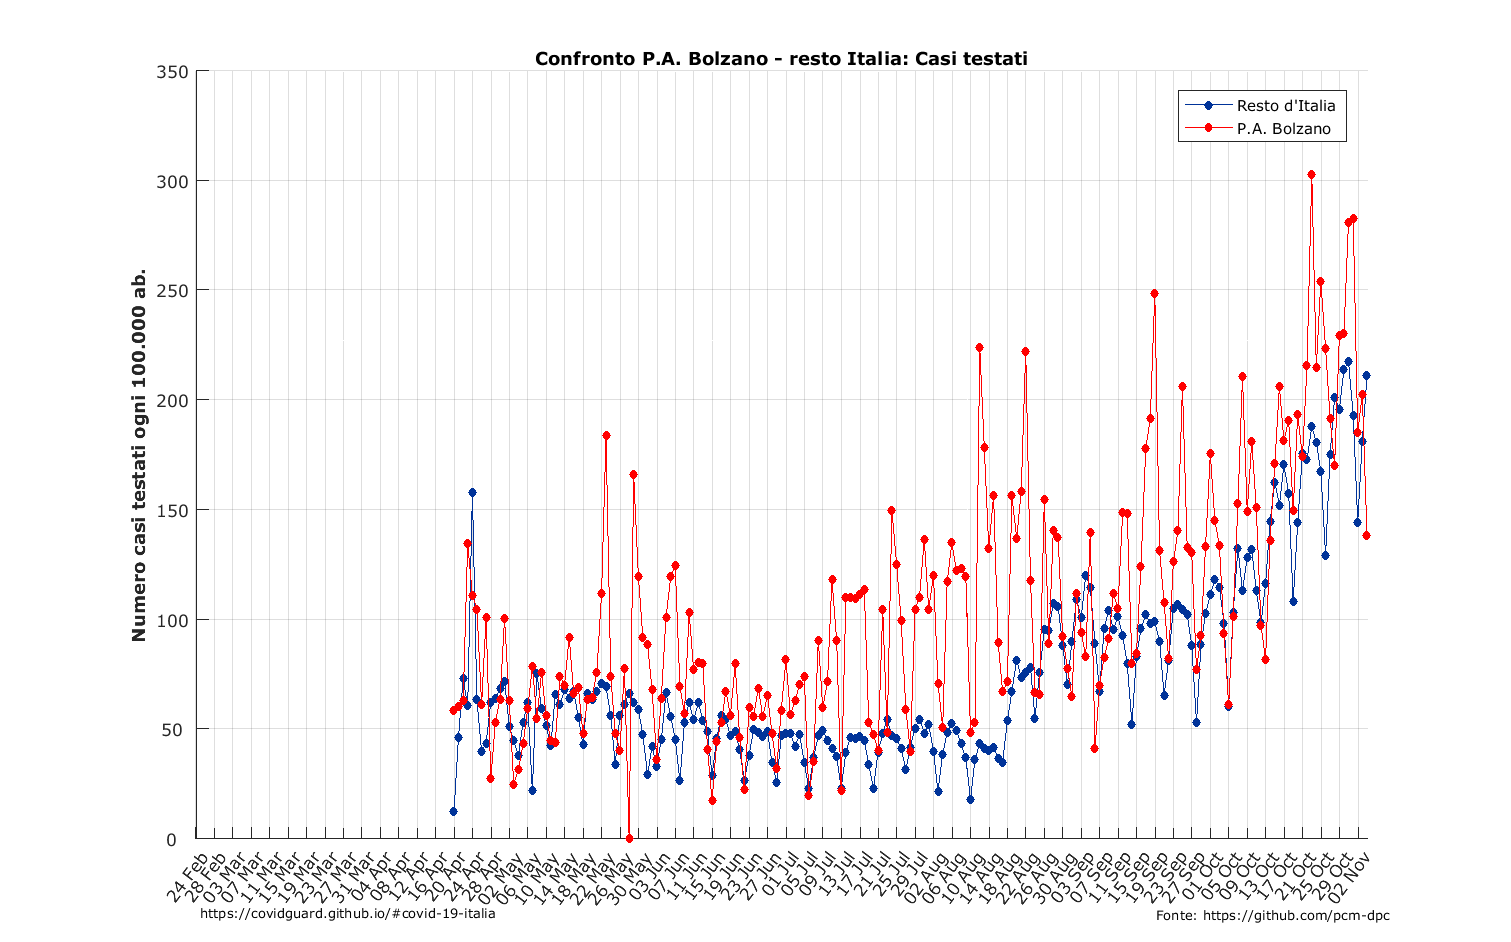 Confronto P.A. Bolzano - resto Italia: Casi testati
Resto d'Italia
P.A. Bolzano
Numero casi testati ogni 100.000 ab.
350
300
250
200
150
100
50
0
24 Feb
28 Feb
03 Mar
07 Mar
11 Mar
15 Mar
19 Mar
23 Mar
27 Mar
31 Mar
04 Apr
08 Apr
12 Apr
16 Apr
20 Apr
24 Apr
28 Apr
02 May
06 May
10 May
14 May
18 May
22 May
26 May
30 May
03 Jun
07 Jun
11 Jun
15 Jun
19 Jun
23 Jun
27 Jun
01 Jul
05 Jul
09 Jul
13 Jul
17 Jul
21 Jul
25 Jul
29 Jul
02 Aug
06 Aug
10 Aug
14 Aug
18 Aug
22 Aug
26 Aug
30 Aug
03 Sep
07 Sep
11 Sep
15 Sep
19 Sep
23 Sep
27 Sep
01 Oct
05 Oct
09 Oct
13 Oct
17 Oct
21 Oct
25 Oct
29 Oct
02 Nov
https://covidguard.github.io/#covid-19-italia
Fonte: https://github.com/pcm-dpc